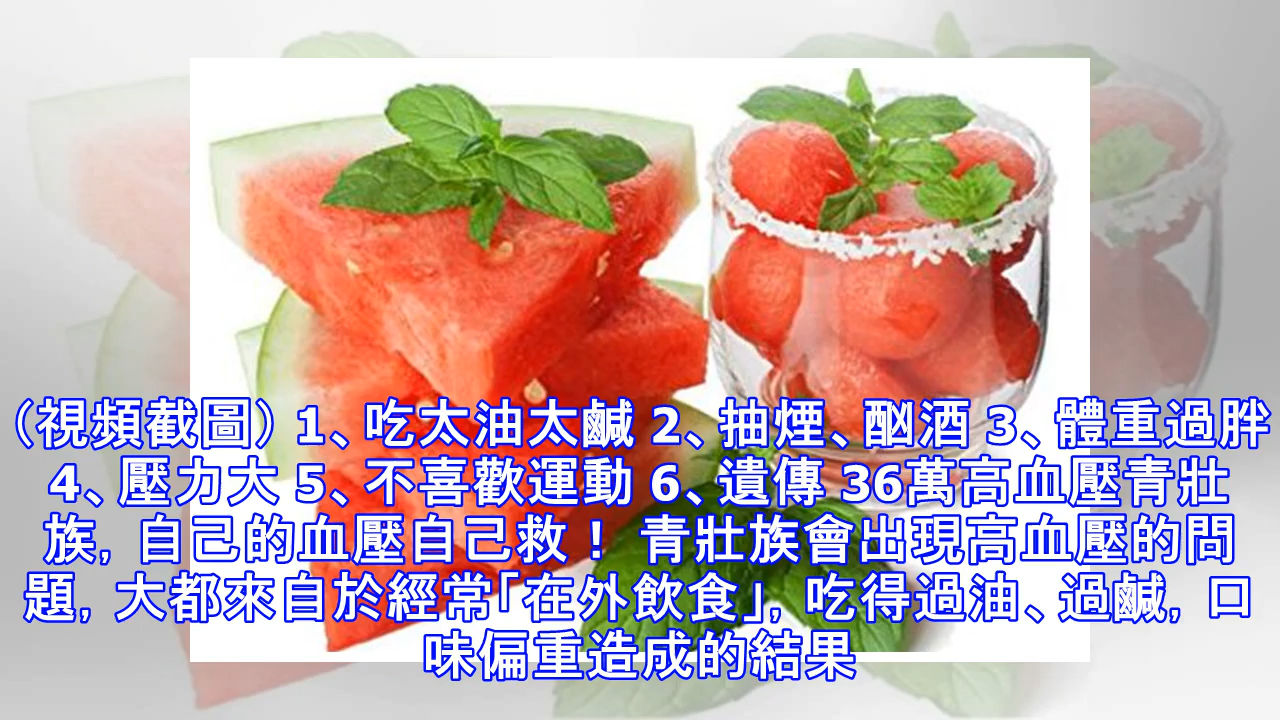 （視頻截圖）1、吃太油太鹹 2、抽煙、酗酒 3、體重過胖
4、壓力大 5、不喜歡運動 6、遺傳 36萬高血壓青壯
族, 自己的血壓自己救！ 青壯族會出現高血壓的問
題, 大都來自於經常「在外飲食」, 吃得過油、過鹹, 口
味偏重造成的結果